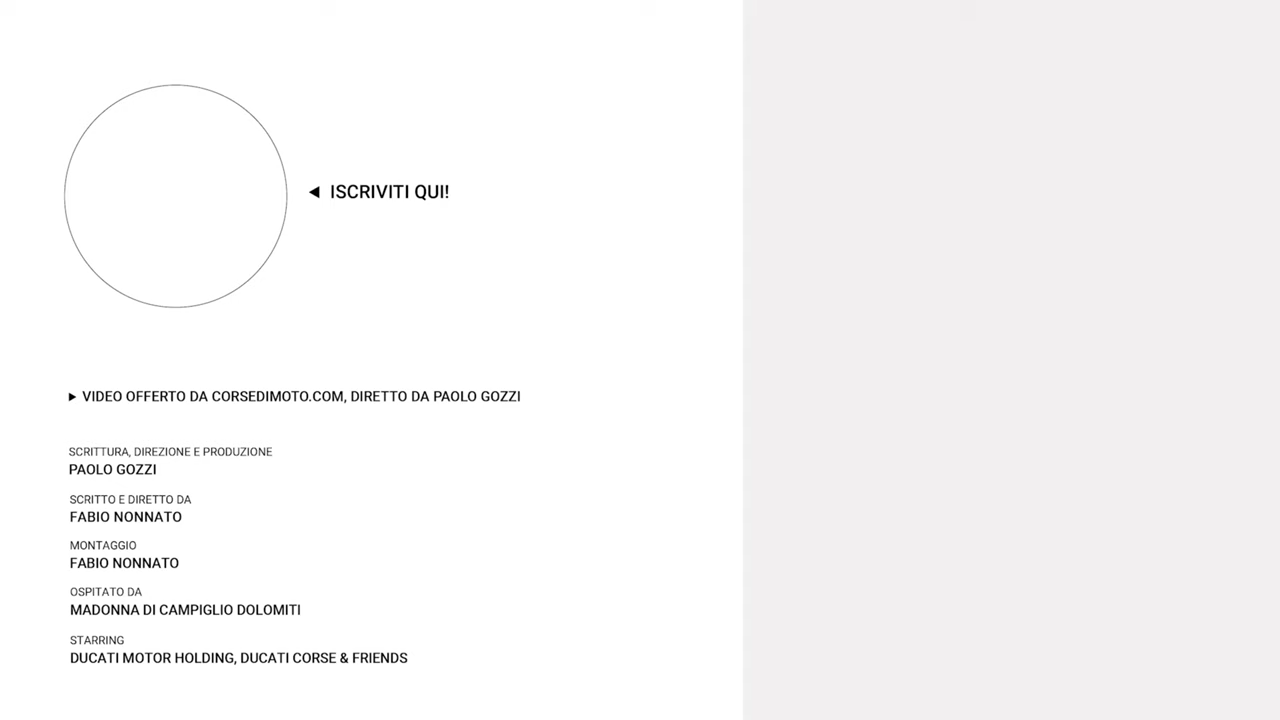 ISCRIVITI QUI!
VIDEO OFFERTO DA CORSEDIMOTO.COM, DIRETTO DA PAOLO GOZZI
SCRITTURA, DIREZIONE E PRODUZIONE
PAOLO GOZZI
SCRITTO E DIRETTO DA
FABIO NONNATO
MONTAGGIO
FABIO NONNATO
OSPITATO DA
MADONNA DI CAMPIGLIO DOLOMITI
STARRING
DUCATI MOTOR HOLDING, DUCATI CORSE & FRIENDS